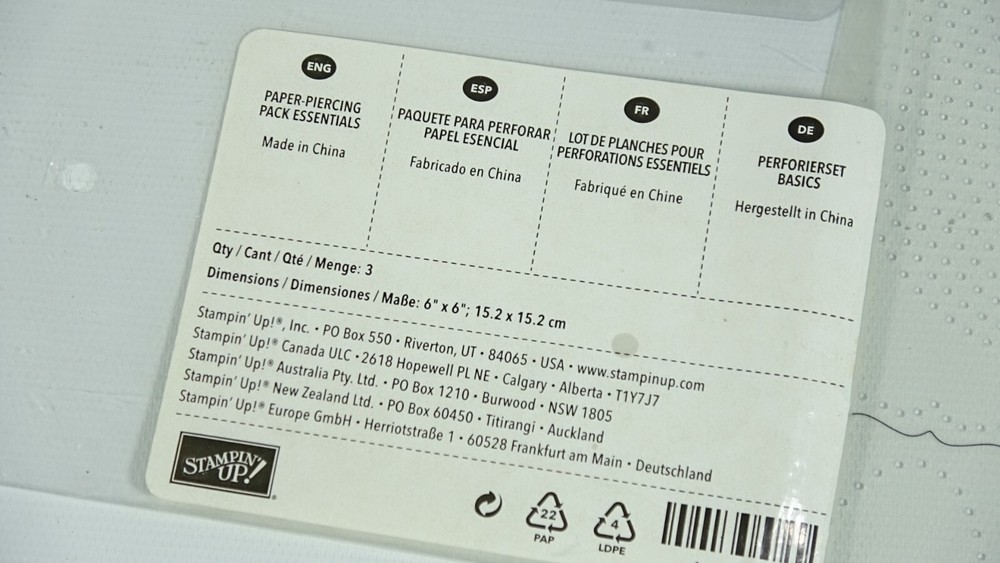 ENG
PAPER-PIERCING
PACK ESSENTIALS
Made in China
ESP
PAQUETE PARA PERFORAR
PAPEL ESENCIAL
Fabricado en China
FR
LOT DE PLANCHES POUR
PERFORATIONS ESSENTIELS
Fabriqué en Chine
DE
PERFORIERSET
BASICS
Hergestellt in China
Qty / Cant / Qté / Menge: 3
Dimensions / Dimensiones / Maße: 6" x 6"; 15.2 x 15.2 cm
Stampin' Up!®, Inc. • PO Box 550 • Riverton, UT • 84065 • USA • www.stampinup.com
Stampin' Up!® Canada ULC • 2618 Hopewell PL NE • Calgary • Alberta • T1Y7J7
Stampin' Up!® Australia Pty. Ltd. • PO Box 1210 • Burwood • NSW 1805
Stampin' Up!® New Zealand Ltd. • PO Box 60450 • Titirangi • Auckland
Stampin' Up!® Europe GmbH • Herriotstraße 1 • 60528 Frankfurt am Main • Deutschland
STAMPIN'
UP!®
22
PAP
4
LDPE